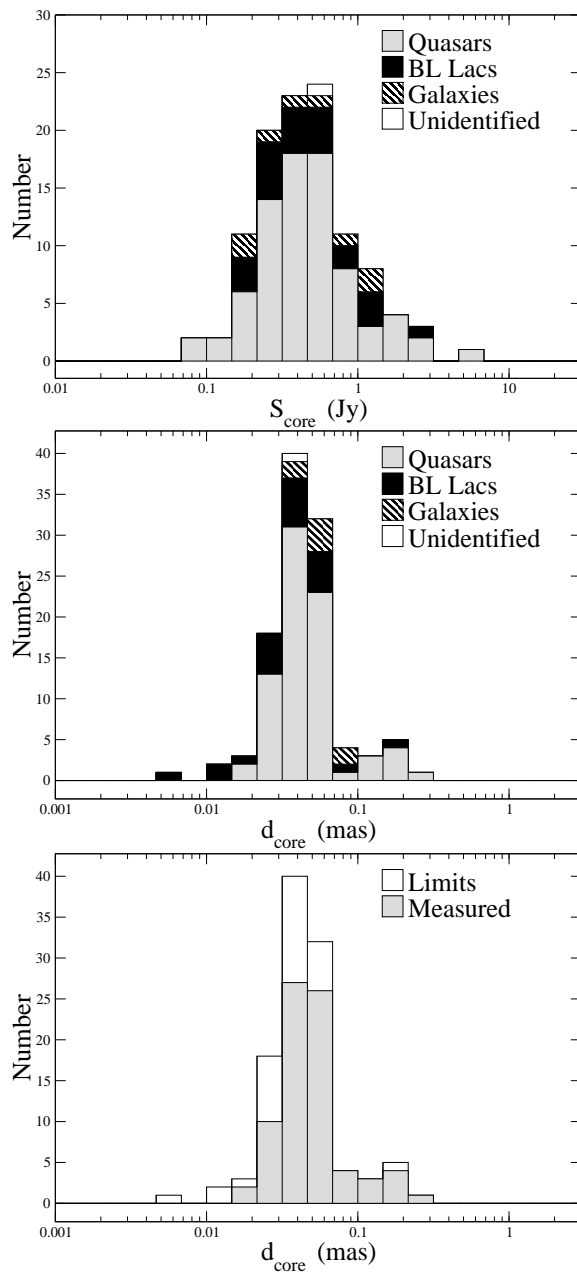 30
25
20
15
10
5
0
Number
Quasars
BL Lacs
Galaxies
Unidentified
0.01 0.1 1 10
S_core (Jy)
40
35
30
25
20
15
10
5
0
Number
Quasars
BL Lacs
Galaxies
Unidentified
0.001 0.01 0.1 1
d_core (mas)
40
35
30
25
20
15
10
5
0
Number
Limits
Measured
0.001 0.01 0.1 1
d_core (mas)